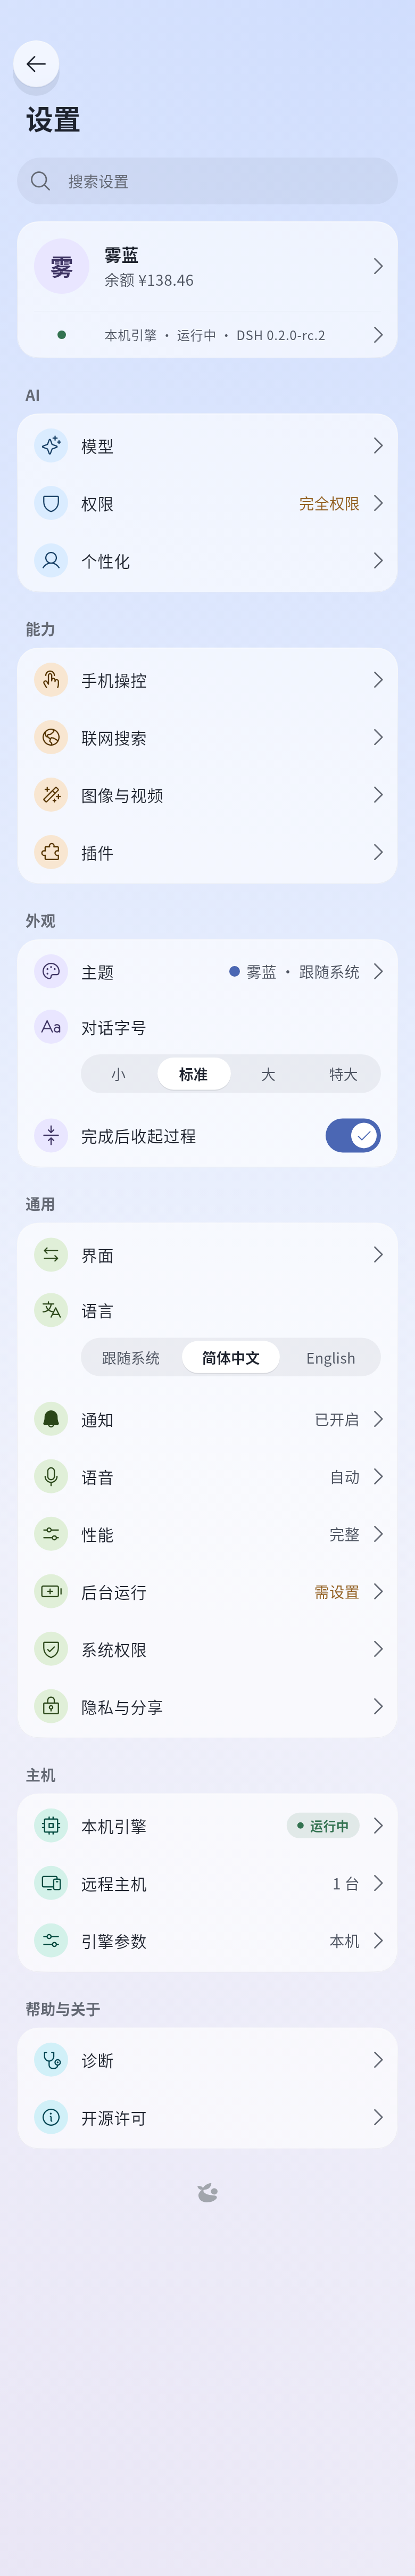 设置
搜索设置
雾
雾蓝
余额 ¥138.46
本机引擎 · 运行中 · DSH 0.2.0-rc.2
AI
模型
权限 完全权限
个性化
能力
手机操控
联网搜索
图像与视频
插件
外观
主题 雾蓝 · 跟随系统
Aa 对话字号
小 标准 大 特大
完成后收起过程
通用
界面
语言
跟随系统 简体中文 English
通知 已开启
语音 自动
性能 完整
后台运行 需设置
系统权限
隐私与分享
主机
本机引擎 运行中
远程主机 1 台
引擎参数 本机
帮助与关于
诊断
开源许可